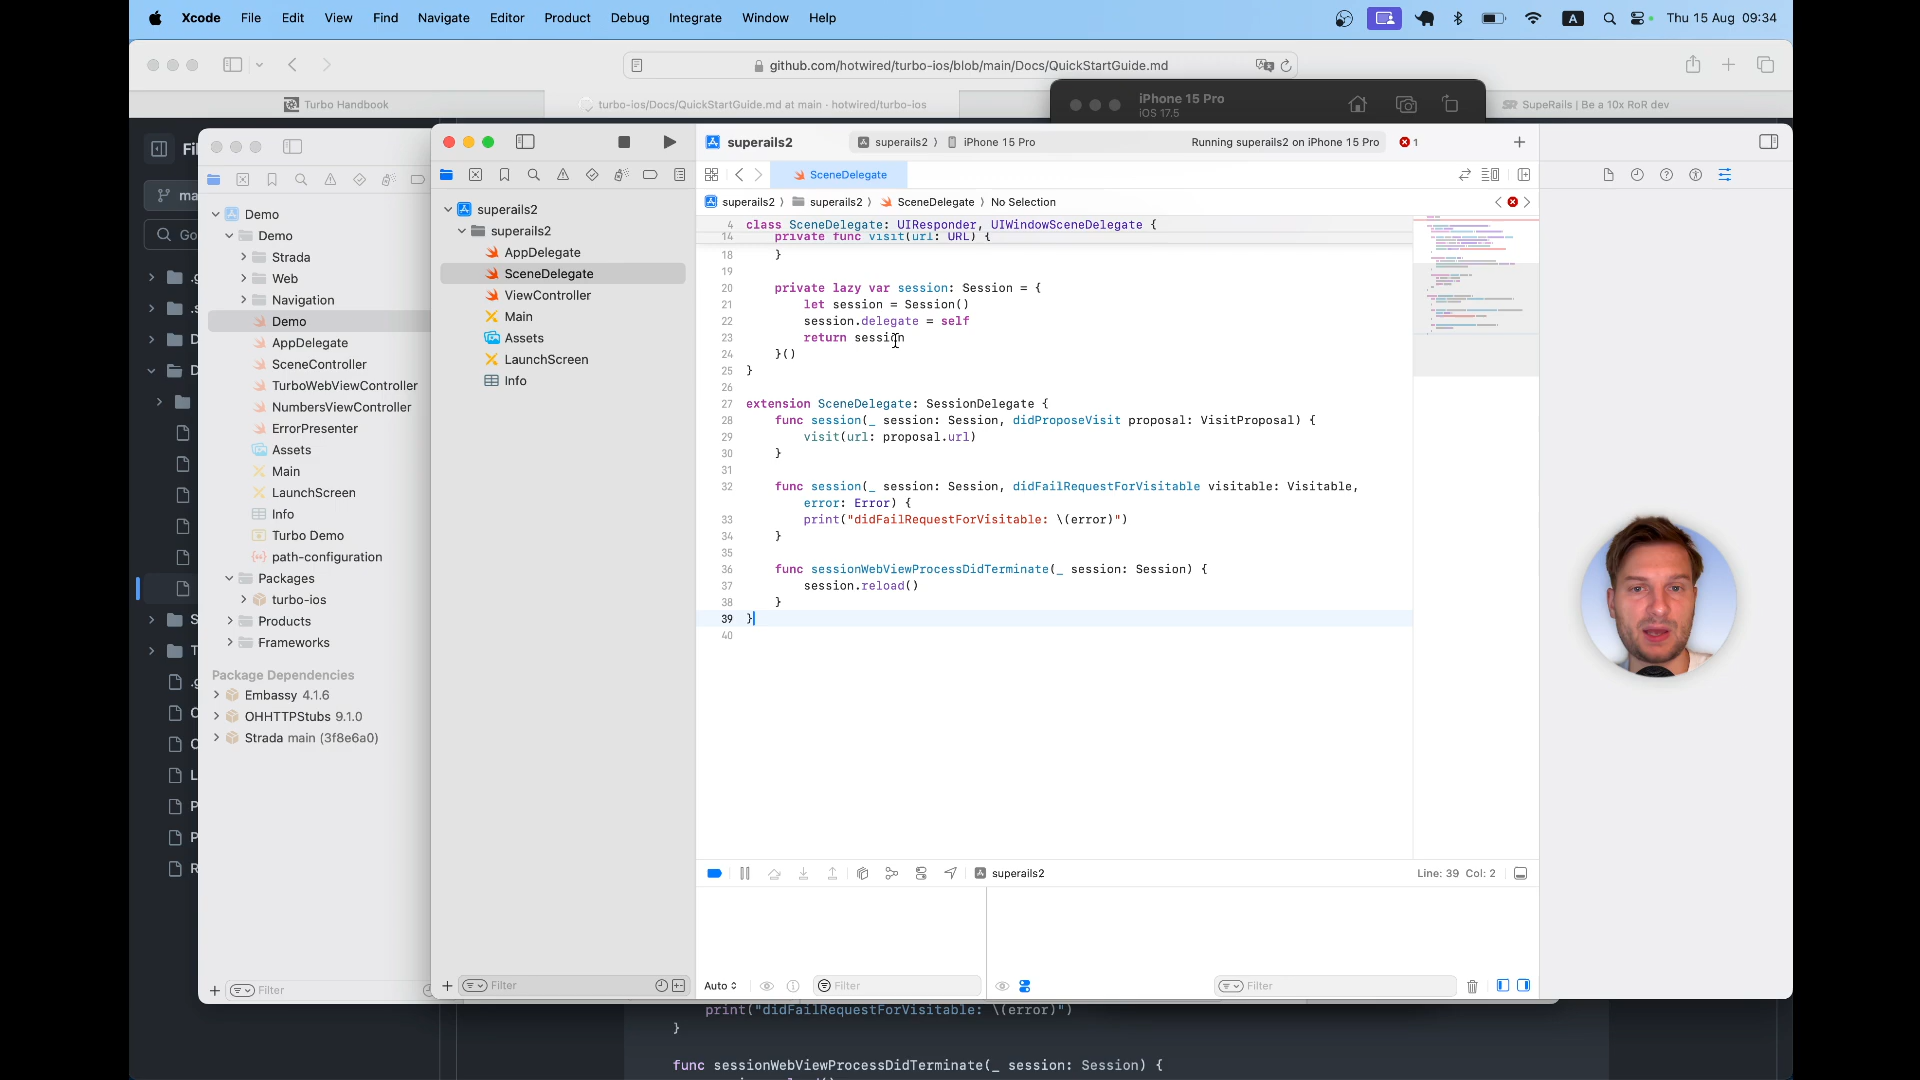 Xcode File Edit View Find Navigate Editor Product Debug Integrate Window Help
A
Thu 15 Aug 09:34
github.com/hotwired/turbo-ios/blob/main/Docs/QuickStartGuide.md
Turbo Handbook
turbo-ios/Docs/QuickStartGuide.md at main · hotwired/turbo-ios
iPhone 15 Pro
iOS 17.5
SR SupeRails | Be a 10x RoR dev
Demo
Demo
Strada
Web
Navigation
Demo
AppDelegate
SceneController
TurboWebViewController
NumbersViewController
ErrorPresenter
Assets
Main
LaunchScreen
Info
Turbo Demo
path-configuration
Packages
turbo-ios
Products
Frameworks
Package Dependencies
Embassy 4.1.6
OHHTTPStubs 9.1.0
Strada main (3f8e6a0)
Filter
superails2
superails2
AppDelegate
SceneDelegate
ViewController
Main
Assets
LaunchScreen
Info
Filter
superails2
superails2 〉 iPhone 15 Pro
Running superails2 on iPhone 15 Pro
1
SceneDelegate
superails2 〉 superails2 〉 SceneDelegate 〉 No Selection
4 class SceneDelegate: UIResponder, UIWindowSceneDelegate {
14 private func visit(url: URL) {
18 }
19
20 private lazy var session: Session = {
21 let session = Session()
22 session.delegate = self
23 return session
24 }()
25 }
26
27 extension SceneDelegate: SessionDelegate {
28 func session(_ session: Session, didProposeVisit proposal: VisitProposal) {
29 visit(url: proposal.url)
30 }
31
32 func session(_ session: Session, didFailRequestForVisitable visitable: Visitable,
error: Error) {
33 print("didFailRequestForVisitable: \(error)")
34 }
35
36 func sessionWebViewProcessDidTerminate(_ session: Session) {
37 session.reload()
38 }
39 }
40
superails2
Line: 39 Col: 2
Auto
Filter
Filter
print("didFailRequestForVisitable: \(error)")
}
func sessionWebViewProcessDidTerminate(_ session: Session) {